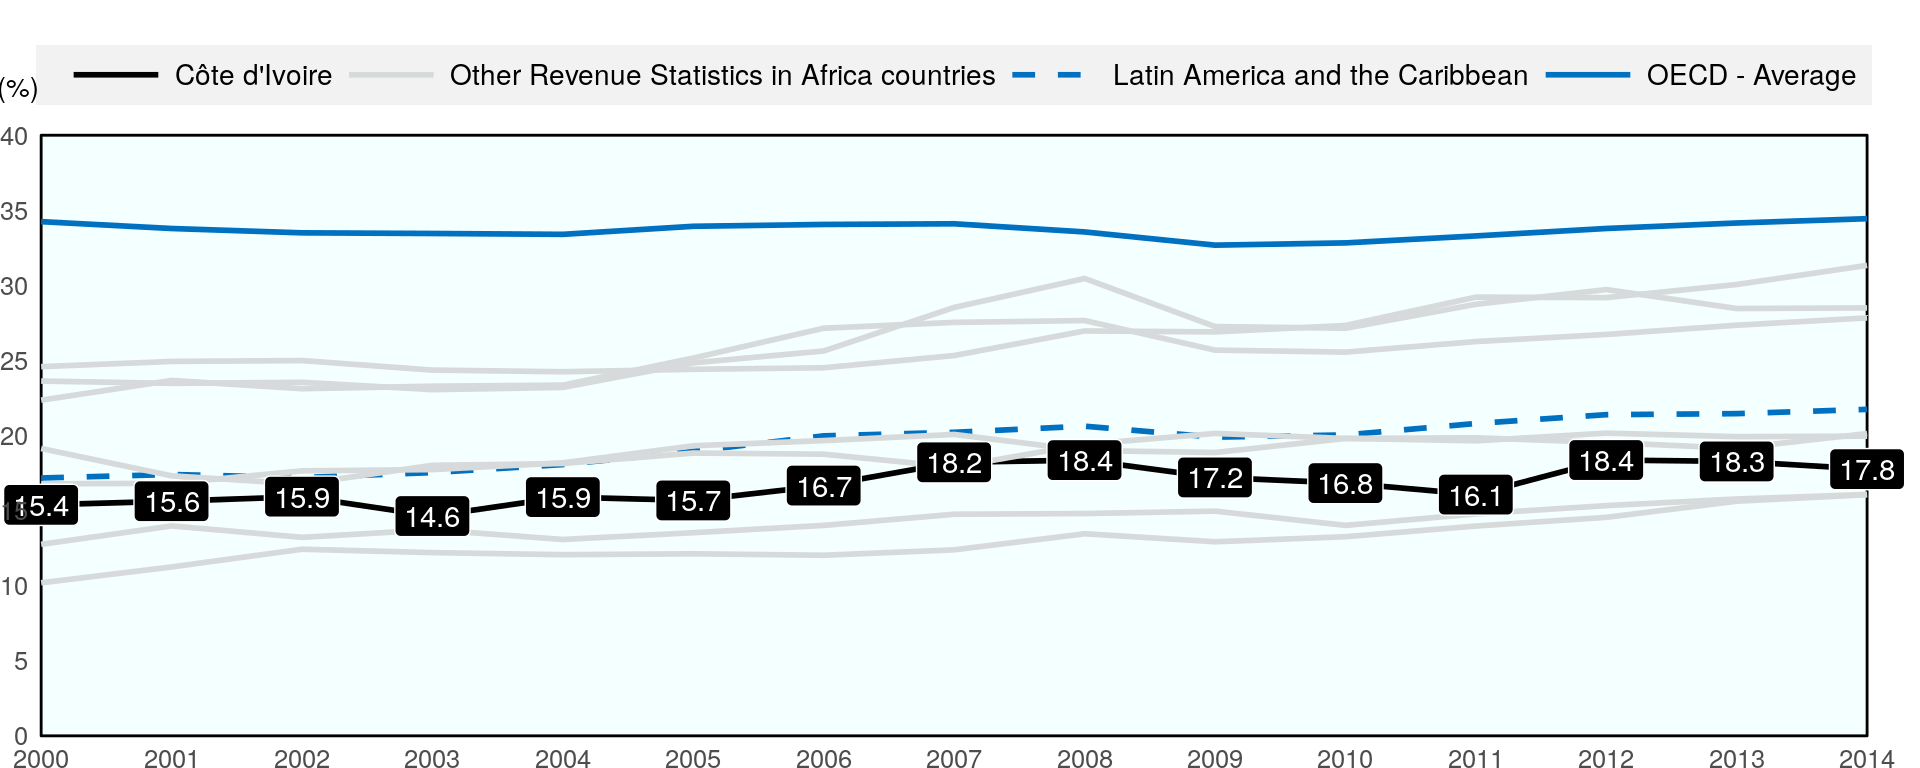 Côte d'Ivoire Other Revenue Statistics in Africa countries Latin America and the Caribbean OECD - Average
(%)
40
35
30
25
20
18.2 18.4 18.4 18.3 17.8
16.7 17.2 16.8
15.4 15.6 15.9 14.6 15.9 15.7 16.1
15
10
5
0
2000 2001 2002 2003 2004 2005 2006 2007 2008 2009 2010 2011 2012 2013 2014